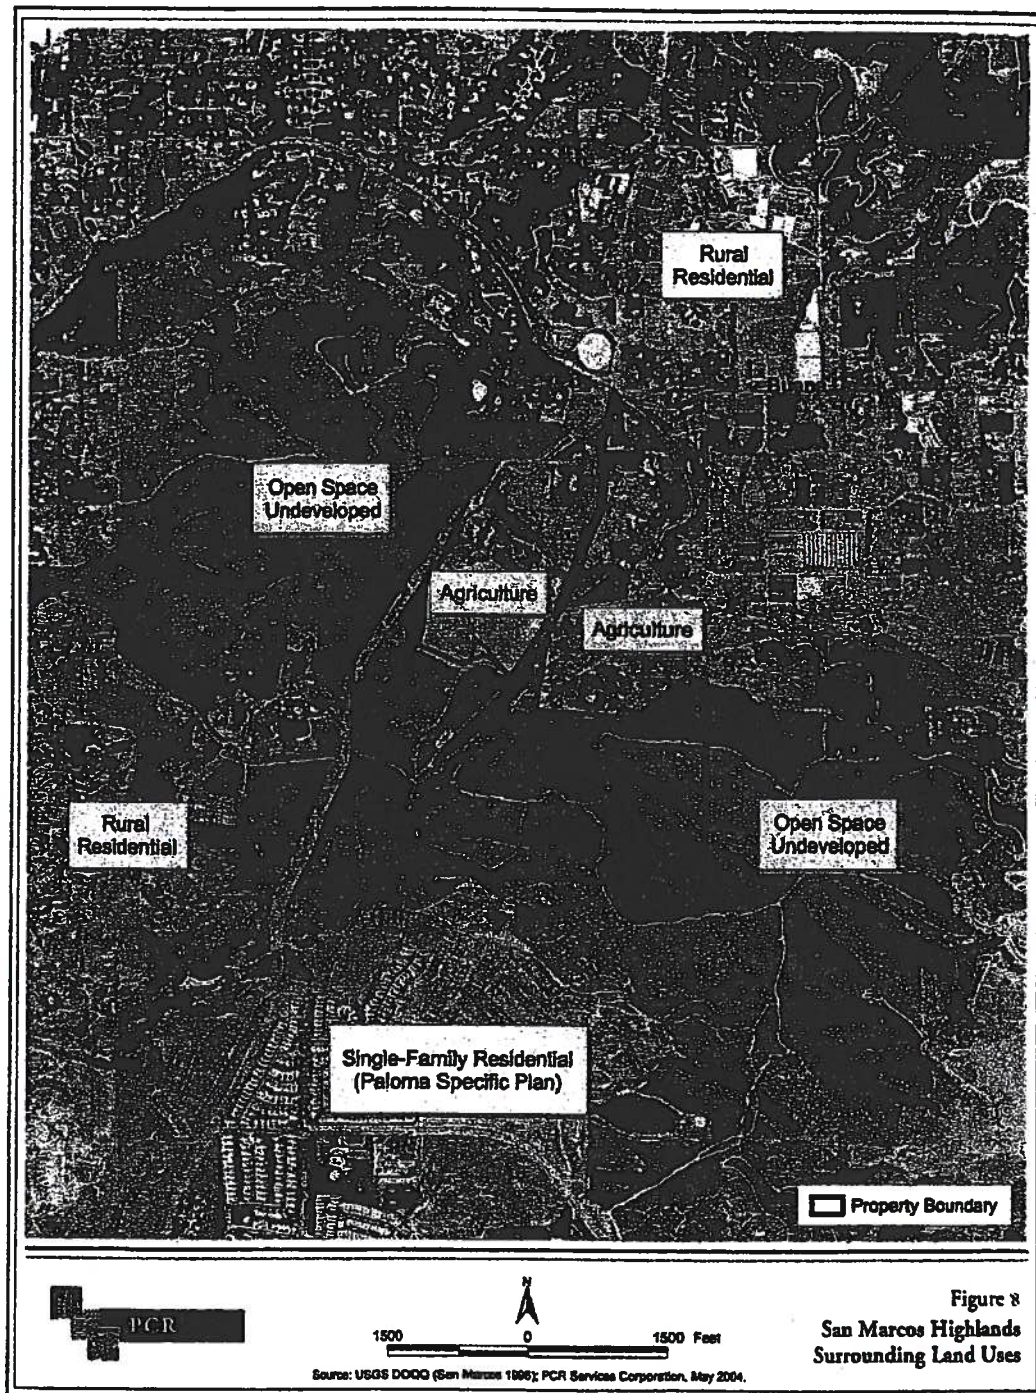 Rural
Residential
Open Space
Undeveloped
Agriculture
Agriculture
Rural
Residential
Open Space
Undeveloped
Single-Family Residential
(Paloma Specific Plan)
Property Boundary
PCR
N
1500 0 1500 Feet
Source: USGS DOQQ (San Marcos 1996); PCR Services Corporation, May 2004.
Figure 8
San Marcos Highlands
Surrounding Land Uses